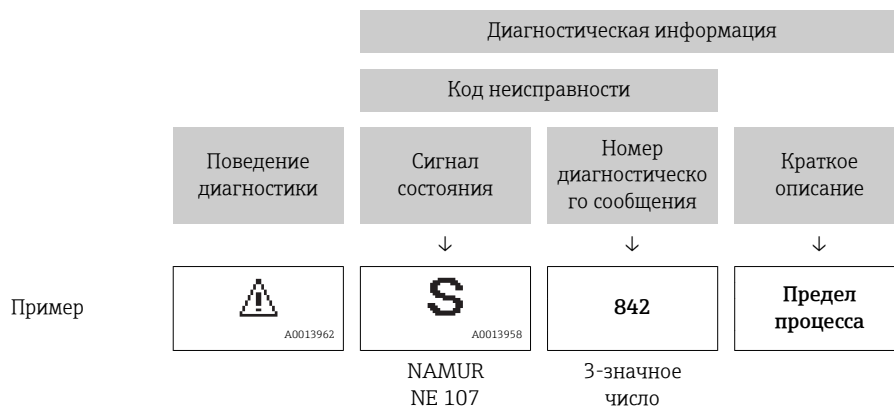 Диагностическая информация
Код неисправности
Поведение
диагностики
Сигнал
состояния
Номер
диагностическо
го сообщения
Краткое
описание
↓ ↓ ↓
Пример
A0013962
S
A0013958
842
Предел
процесса
NAMUR
NE 107
3-значное
число